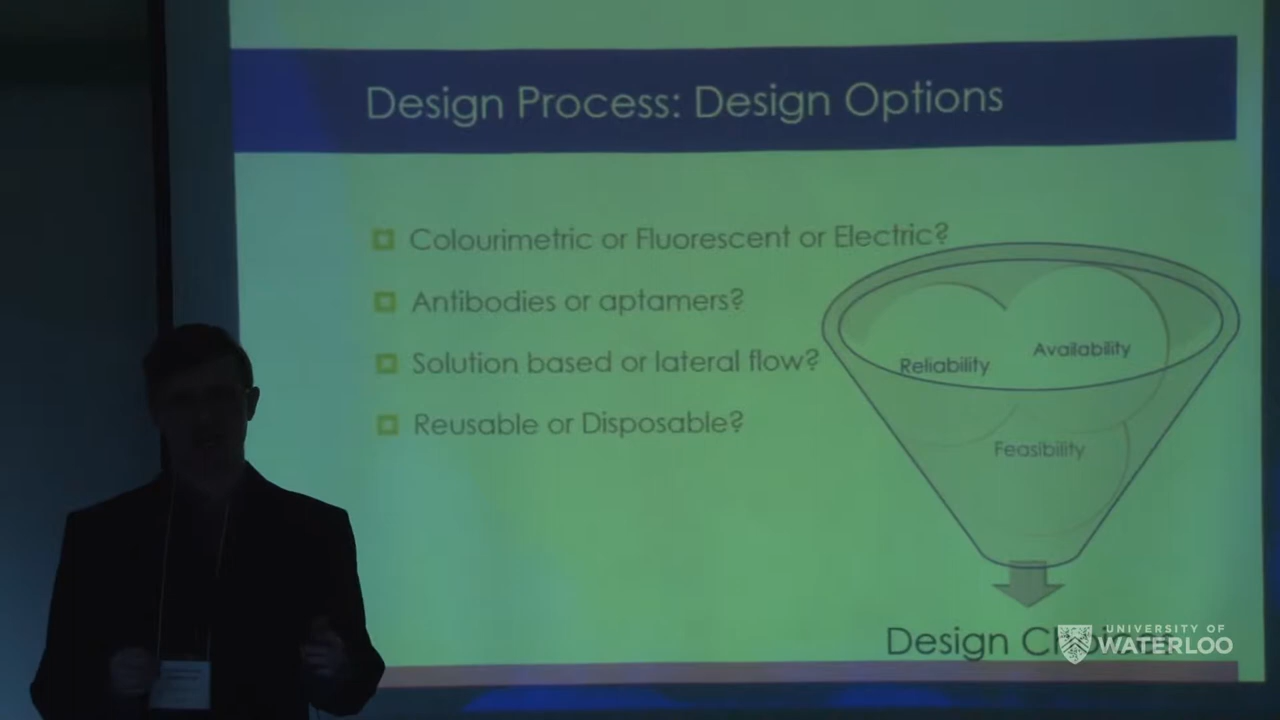 Design Process: Design Options
Colourimetric or Fluorescent or Electric?
Antibodies or aptamers?
Solution based or lateral flow?
Reusable or Disposable?
Reliability
Availability
Feasibility
Design
UNIVERSITY OF
WATERLOO